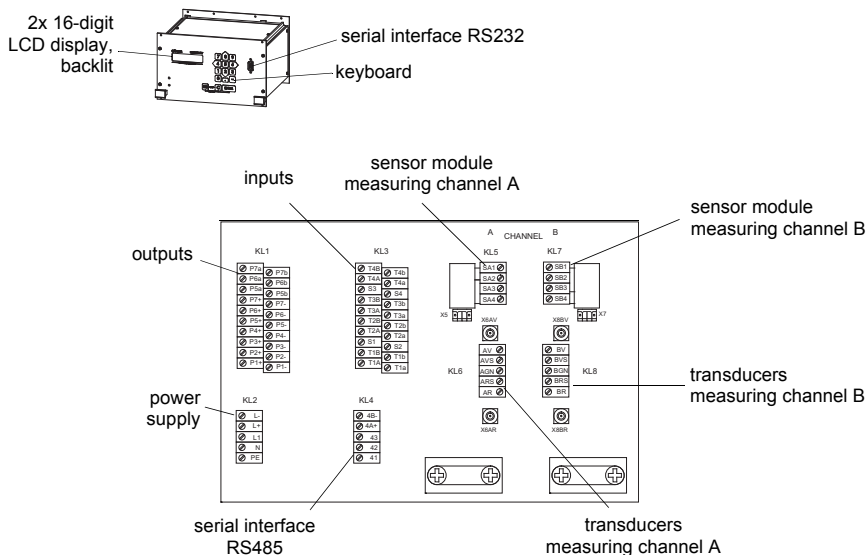 2x 16-digit
LCD display,
backlit
serial interface RS232
keyboard
inputs
sensor module
measuring channel A
sensor module
measuring channel B
outputs
A CHANNEL B
KL1
KL3
KL5
KL7
P7a
P6a
P5a
P7+
P6+
P5+
P4+
P3+
P2+
P1+
P7b
P6b
P5b
P7-
P6-
P5-
P4-
P3-
P2-
P1-
T4B
T4A
S3
T3B
T3A
T2B
T2A
S1
T1B
T1A
T4b
T4a
S4
T3b
T3a
T2b
T2a
S2
T1b
T1a
SA1
SA2
SA3
SA4
SB1
SB2
SB3
SB4
X5
X7
X6AV
X8BV
AV
AVS
AGN
ARS
AR
BV
BVS
BGN
BRS
BR
KL6
KL8
X6AR
X8BR
transducers
measuring channel B
power
supply
KL2
L-
L+
L1
N
PE
KL4
4B-
4A+
43
42
41
serial interface
RS485
transducers
measuring channel A